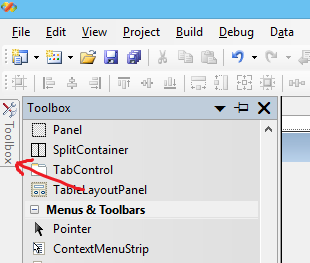 File Edit View Project Build Debug Data
Toolbox
Toolbox
Panel
SplitContainer
TabControl
TableLayoutPanel
Menus & Toolbars
Pointer
ContextMenuStrip